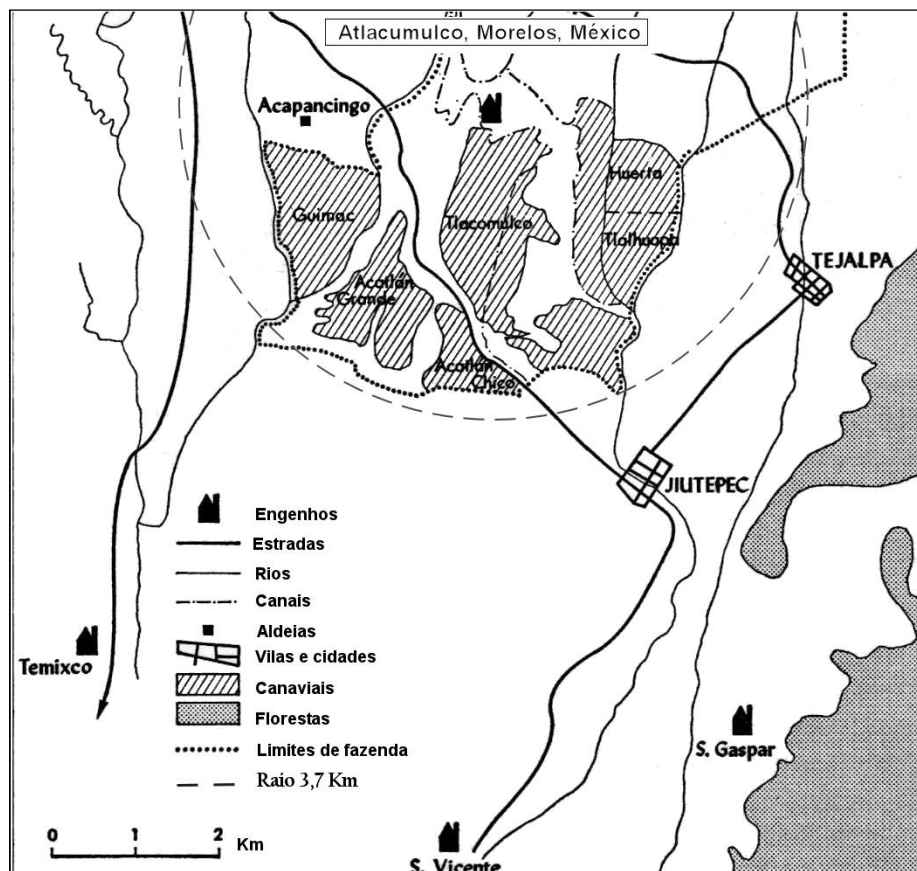 Atlacumulco, Morelos, México
Acapancingo
Huerta
Guimac
Tlacomulco
Tlolhuapa
TEJALPA
Acotlán
Grande
Acotlán
Chico
JIUTEPEC
Engenhos
Estradas
Rios
Canais
Aldeias
Vilas e cidades
Canaviais
Florestas
Limites de fazenda
Raio 3,7 Km
Temixco
S. Gaspar
0 1 2
Km
S. Vicente